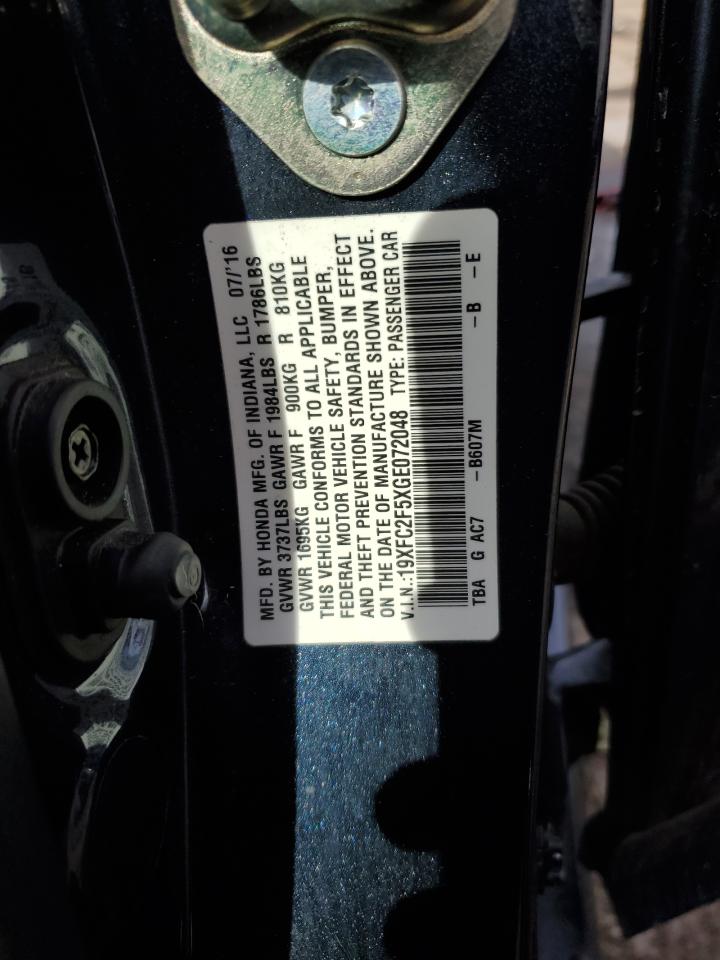 MFD. BY HONDA MFG. OF INDIANA, LLC 07/'16
GVWR 3737LBS GAWR F 1984LBS R 1786LBS
GVWR 1695KG GAWR F 900KG R 810KG
THIS VEHICLE CONFORMS TO ALL APPLICABLE
FEDERAL MOTOR VEHICLE SAFETY, BUMPER,
AND THEFT PREVENTION STANDARDS IN EFFECT
ON THE DATE OF MANUFACTURE SHOWN ABOVE.
V.I.N.:19XFC2F5XGE072048 TYPE: PASSENGER CAR
TBA G AC7 – B607M – B – E